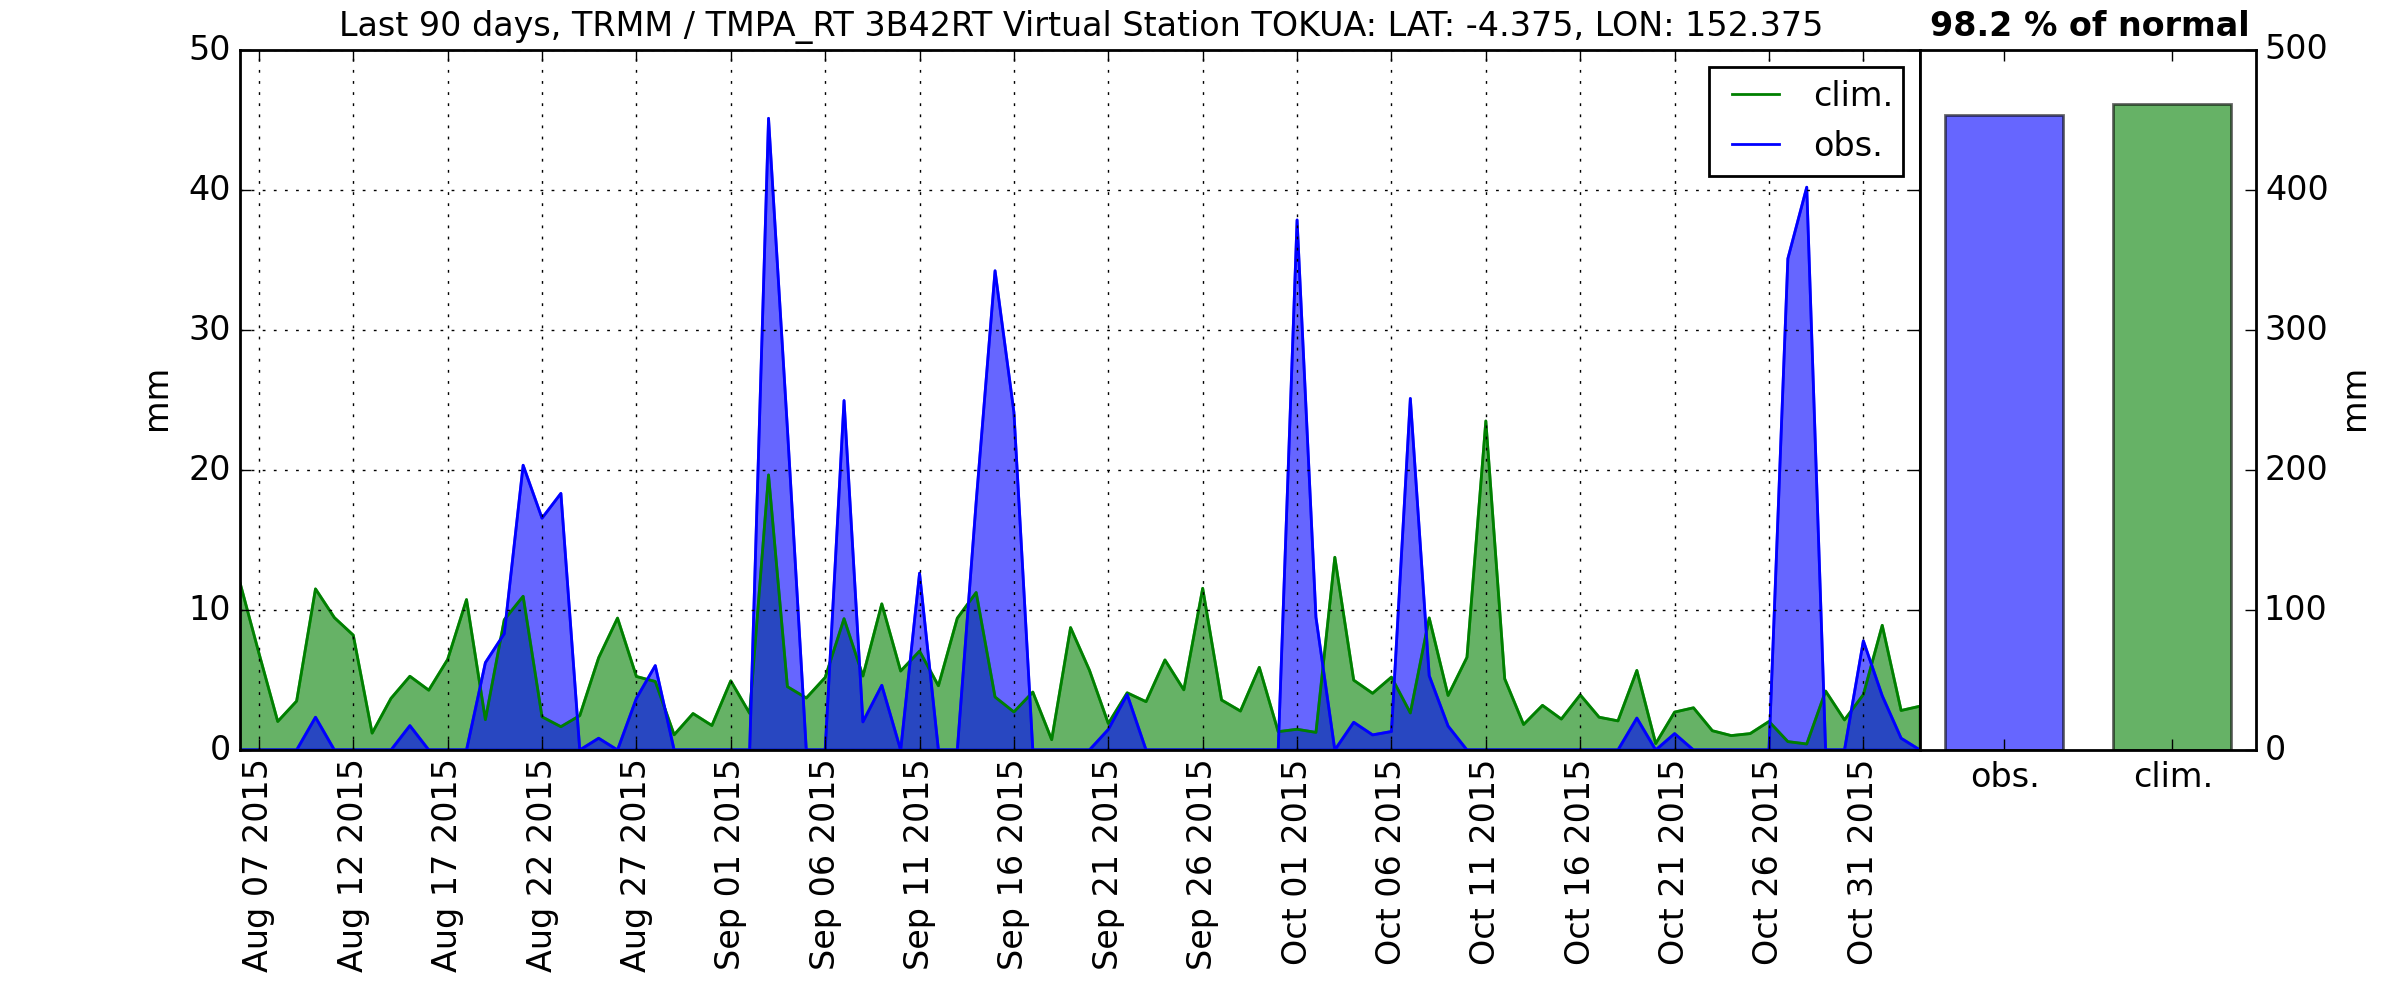 Last 90 days, TRMM / TMPA_RT 3B42RT Virtual Station TOKUA: LAT: -4.375, LON: 152.375
98.2 % of normal
50
40
30
20
10
0
mm
clim.
obs.
500
400
300
200
100
0
mm
obs.
clim.
Aug 07 2015
Aug 12 2015
Aug 17 2015
Aug 22 2015
Aug 27 2015
Sep 01 2015
Sep 06 2015
Sep 11 2015
Sep 16 2015
Sep 21 2015
Sep 26 2015
Oct 01 2015
Oct 06 2015
Oct 11 2015
Oct 16 2015
Oct 21 2015
Oct 26 2015
Oct 31 2015